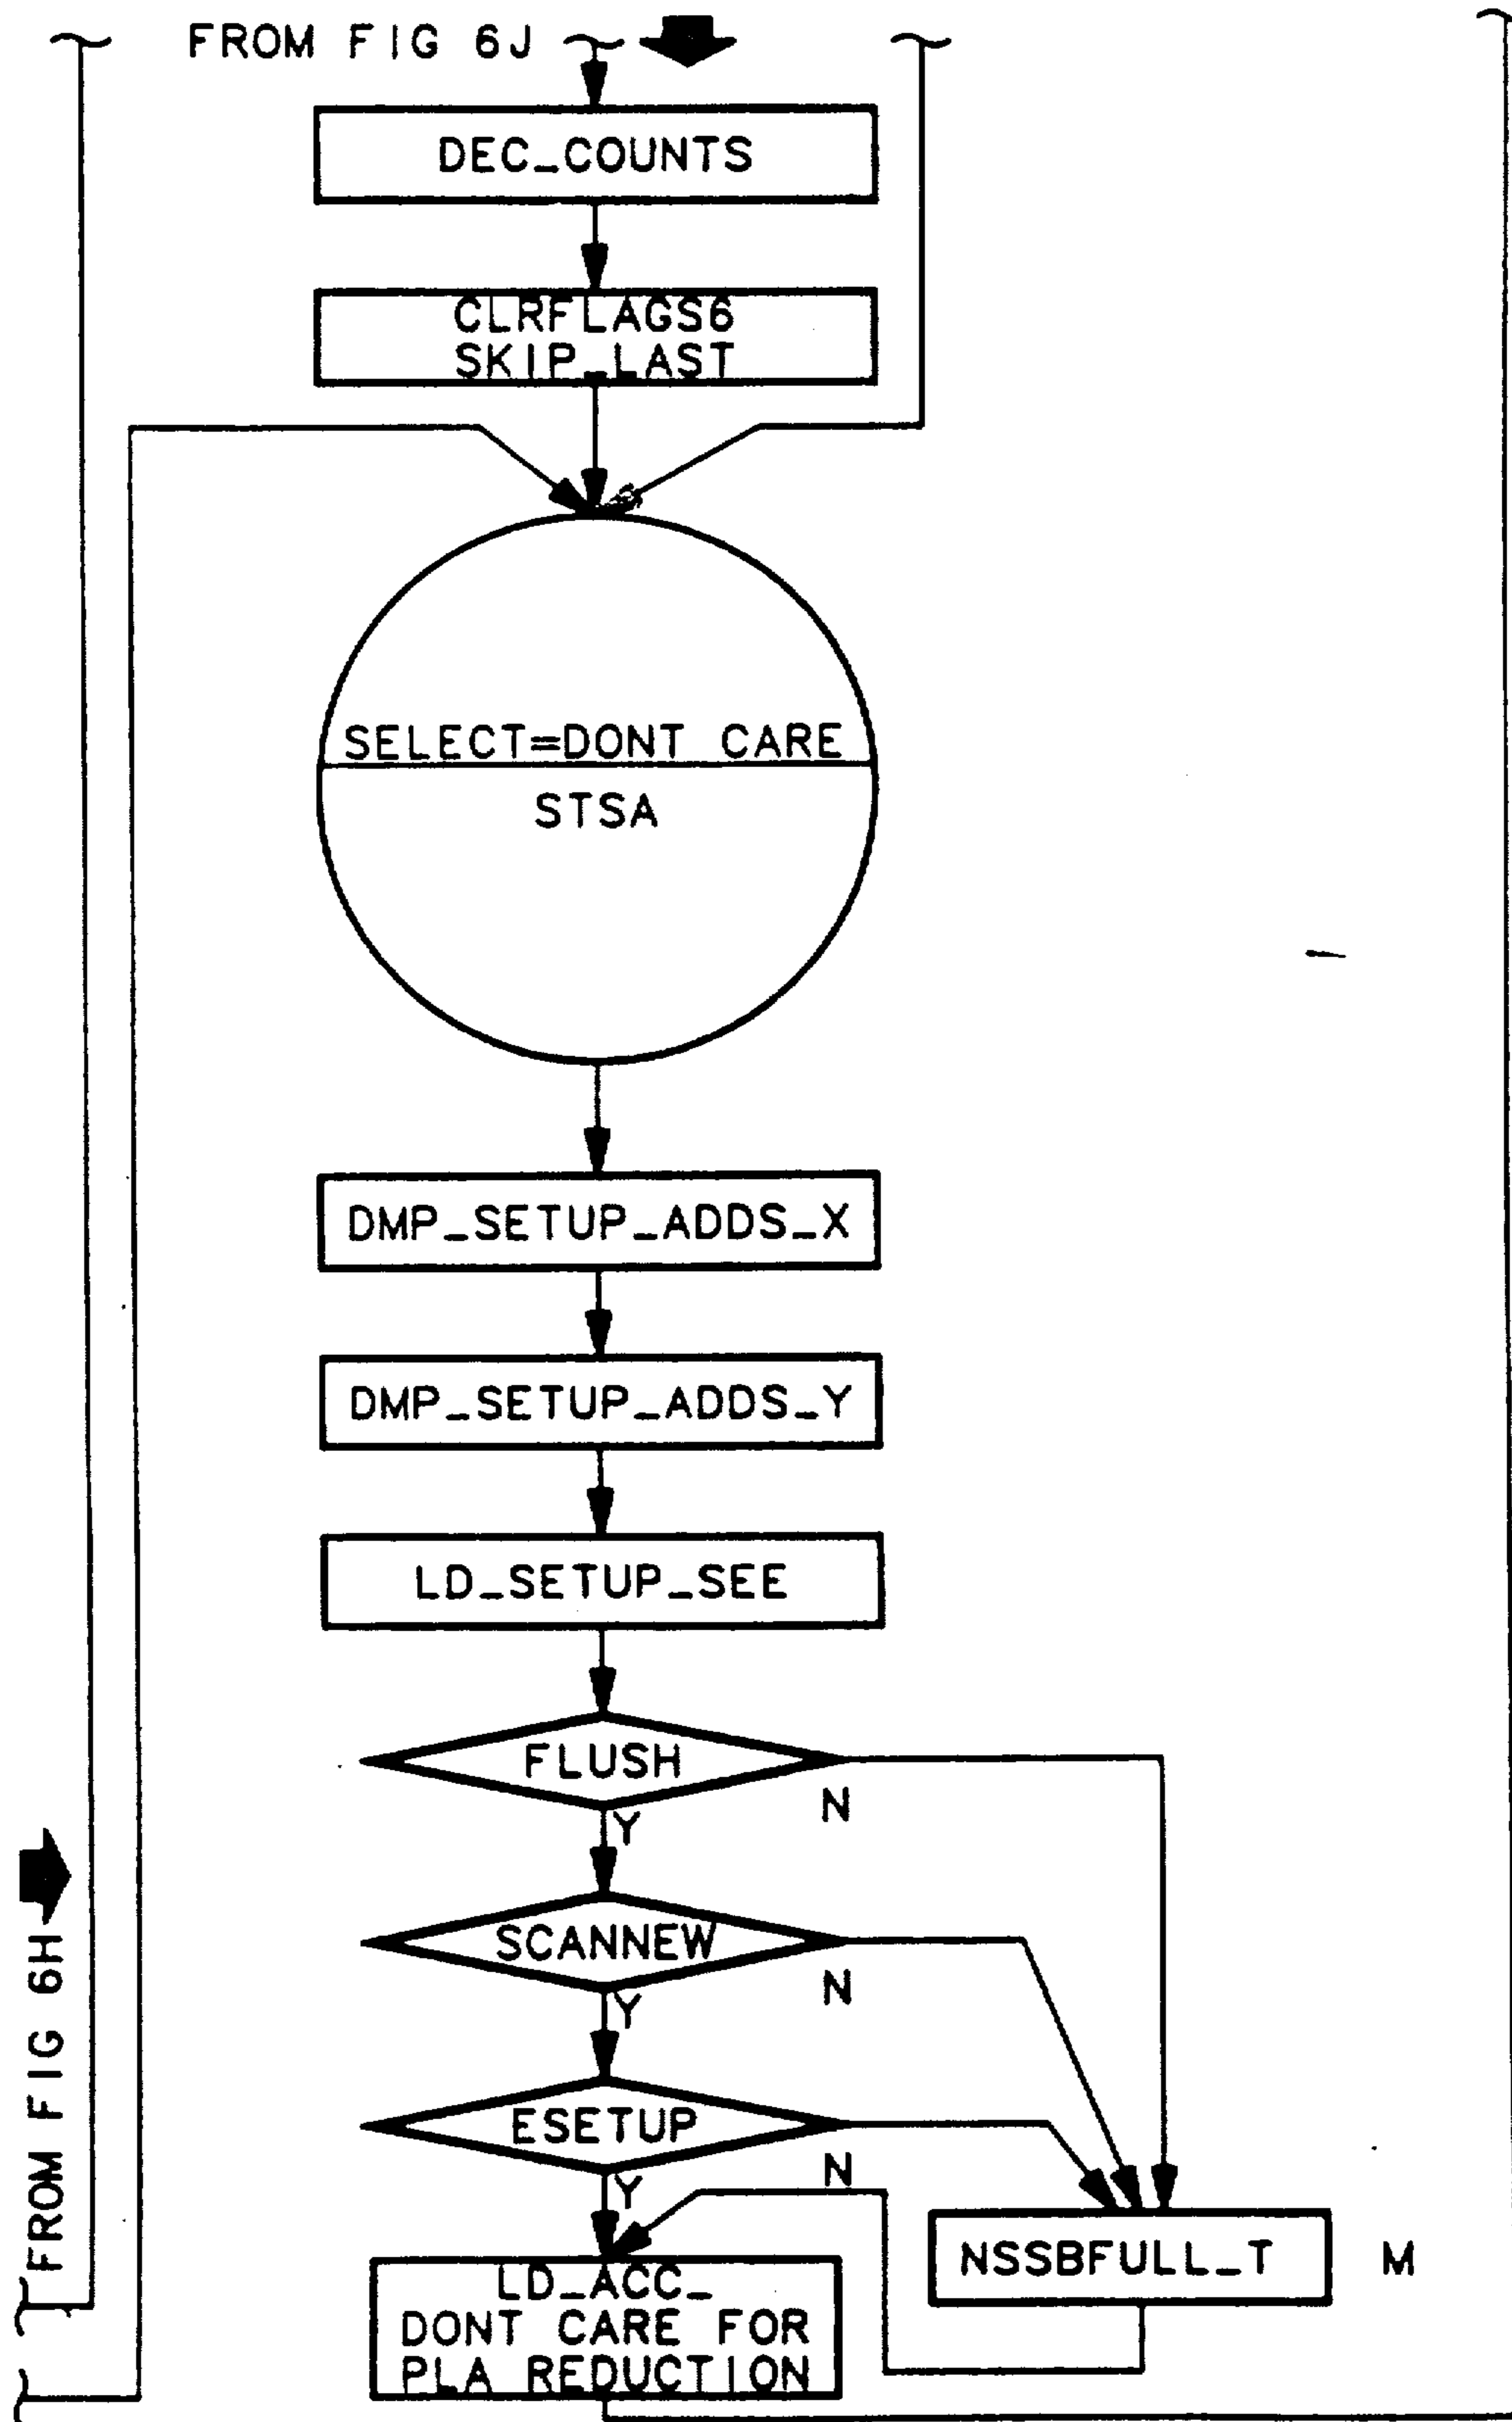 FROM FIG 6J
DEC_COUNTS
CLRFLAGS6
SKIP_LAST
SELECT=DONT CARE
STSA
DMP_SETUP_ADDS_X
DMP_SETUP_ADDS_Y
LD_SETUP_SEE
FLUSH
N
Y
SCANNEW
N
Y
ESETUP
N
Y
NSSBFULL_T
M
LD_ACC_
DONT CARE FOR
PLA REDUCTION
FROM FIG 6H